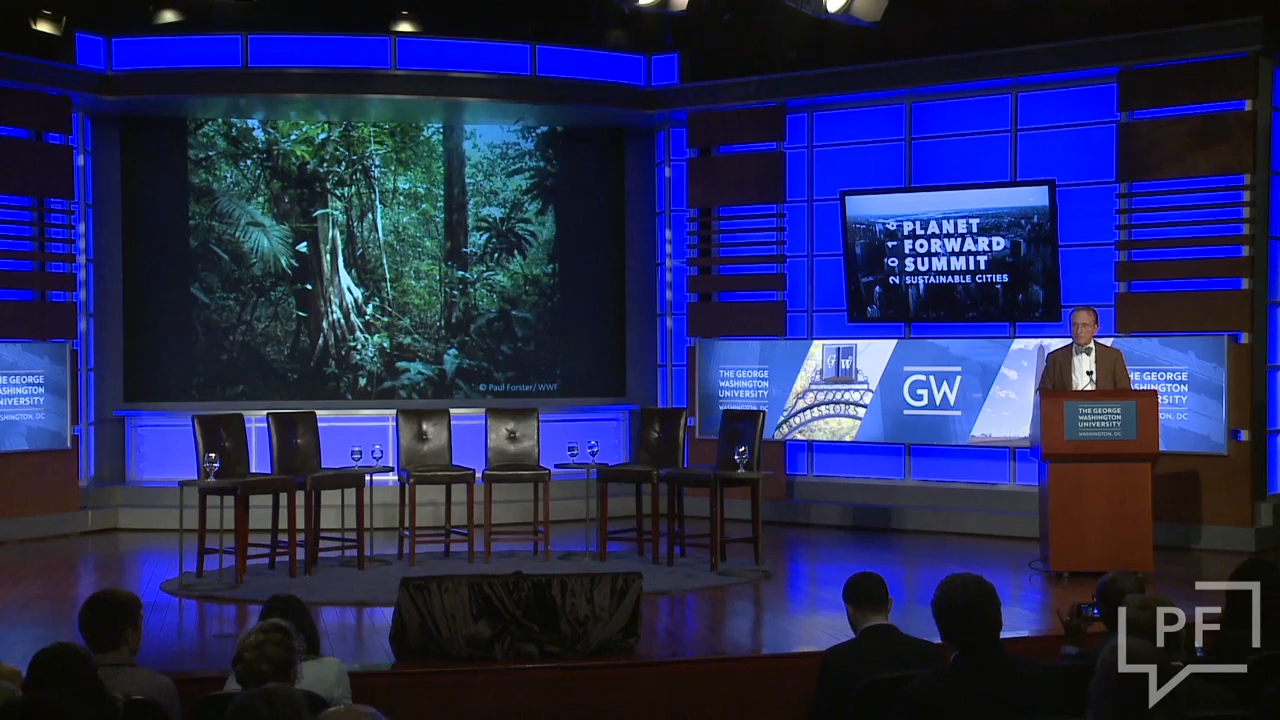 2016
PLANET
FORWARD
SUMMIT
SUSTAINABLE CITIES
© Paul Forster/ WWF
THE GEORGE
WASHINGTON
UNIVERSITY
WASHINGTON, DC
THE GEORGE
WASHINGTON
UNIVERSITY
WASHINGTON, DC
G W
PROFESSORS
GW
THE GEORGE
WASHINGTON
UNIVERSITY
WASHINGTON, DC
THE GEORGE
WASHINGTON
UNIVERSITY
WASHINGTON, DC
PF